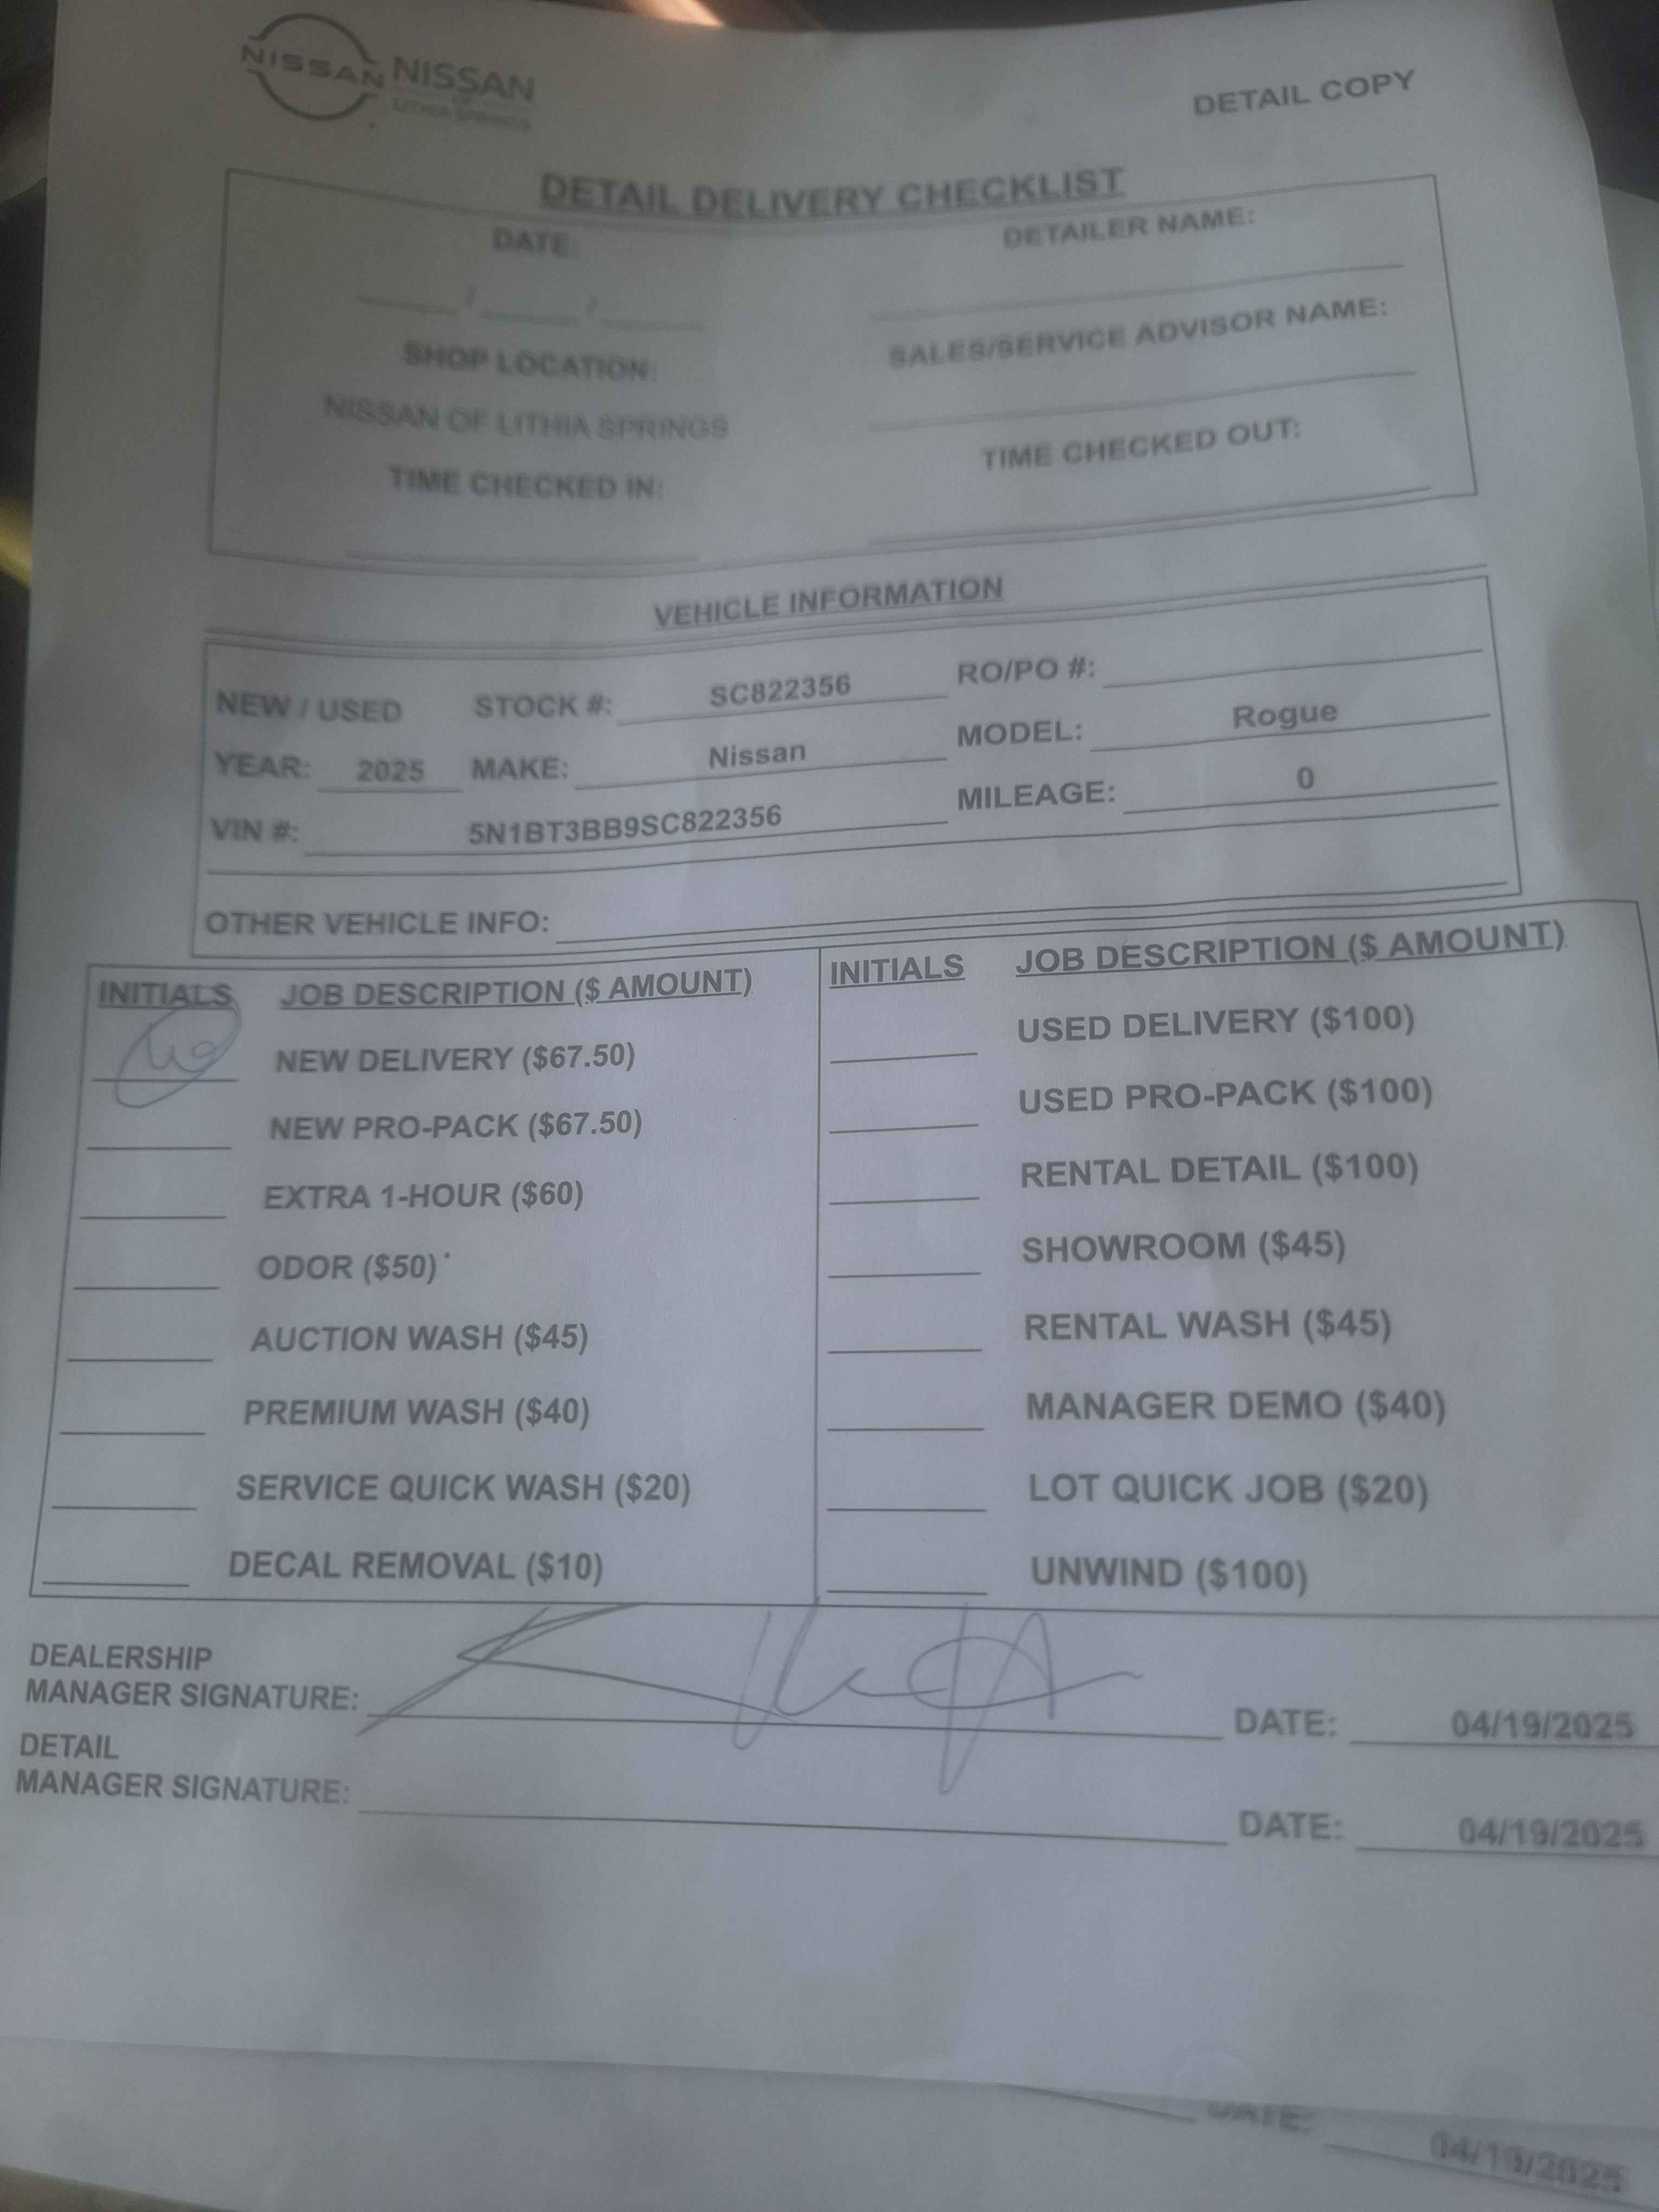 NISSAN NISSAN
OF
LITHIA SPRINGS
DETAIL COPY
DETAIL DELIVERY CHECKLIST
DATE: DETAILER NAME:
/ /
SHOP LOCATION: SALES/SERVICE ADVISOR NAME:
NISSAN OF LITHIA SPRINGS
TIME CHECKED IN: TIME CHECKED OUT:
VEHICLE INFORMATION
NEW / USED STOCK #: SC822356 RO/PO #:
YEAR: 2025 MAKE: Nissan MODEL: Rogue
VIN #: 5N1BT3BB9SC822356 MILEAGE: 0
OTHER VEHICLE INFO:
INITIALS JOB DESCRIPTION ($ AMOUNT) INITIALS JOB DESCRIPTION ($ AMOUNT)
NEW DELIVERY ($67.50) USED DELIVERY ($100)
NEW PRO-PACK ($67.50) USED PRO-PACK ($100)
EXTRA 1-HOUR ($60) RENTAL DETAIL ($100)
ODOR ($50) SHOWROOM ($45)
AUCTION WASH ($45) RENTAL WASH ($45)
PREMIUM WASH ($40) MANAGER DEMO ($40)
SERVICE QUICK WASH ($20) LOT QUICK JOB ($20)
DECAL REMOVAL ($10) UNWIND ($100)
DEALERSHIP
MANAGER SIGNATURE: DATE: 04/19/2025
DETAIL
MANAGER SIGNATURE: DATE: 04/19/2025
DATE: 04/19/2025